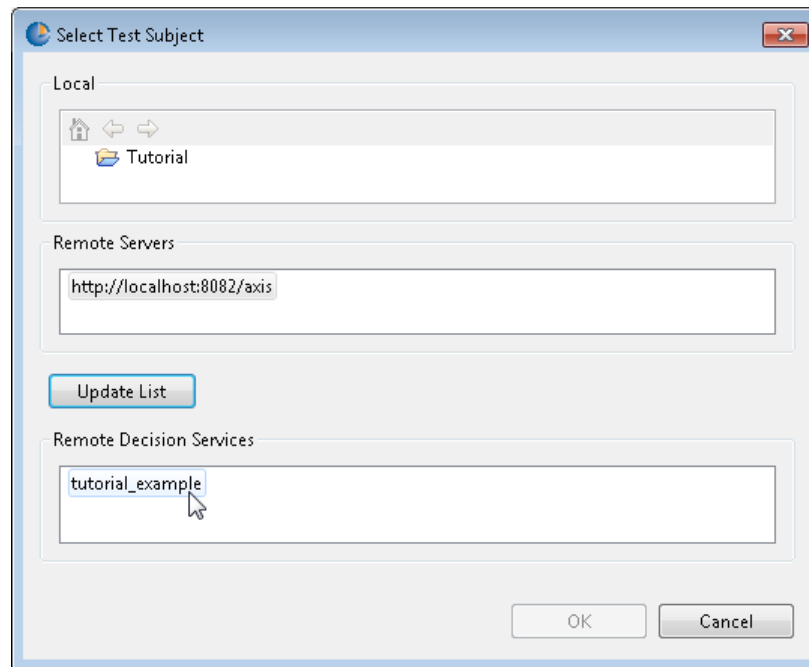 Select Test Subject
Local
Tutorial
Remote Servers
http://localhost:8082/axis
Update List
Remote Decision Services
tutorial_example
OK Cancel